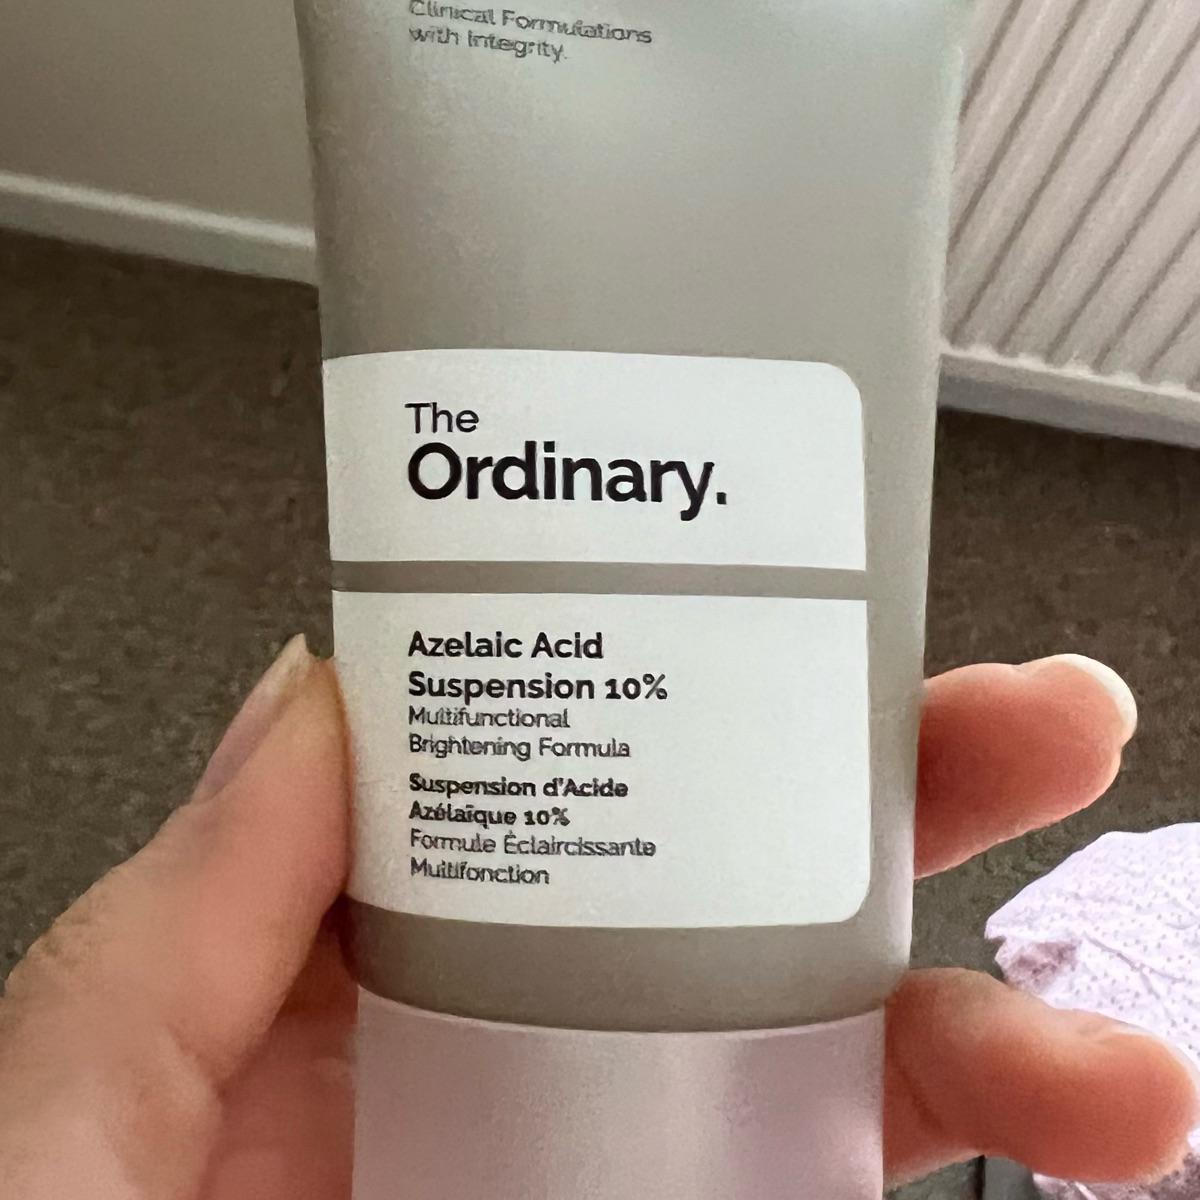 Clinical Formulations
with Integrity.
The
Ordinary.
Azelaic Acid
Suspension 10%
Multifunctional
Brightening Formula
Suspension d'Acide
Azélaïque 10%
Formule Éclaircissante
Multifonction